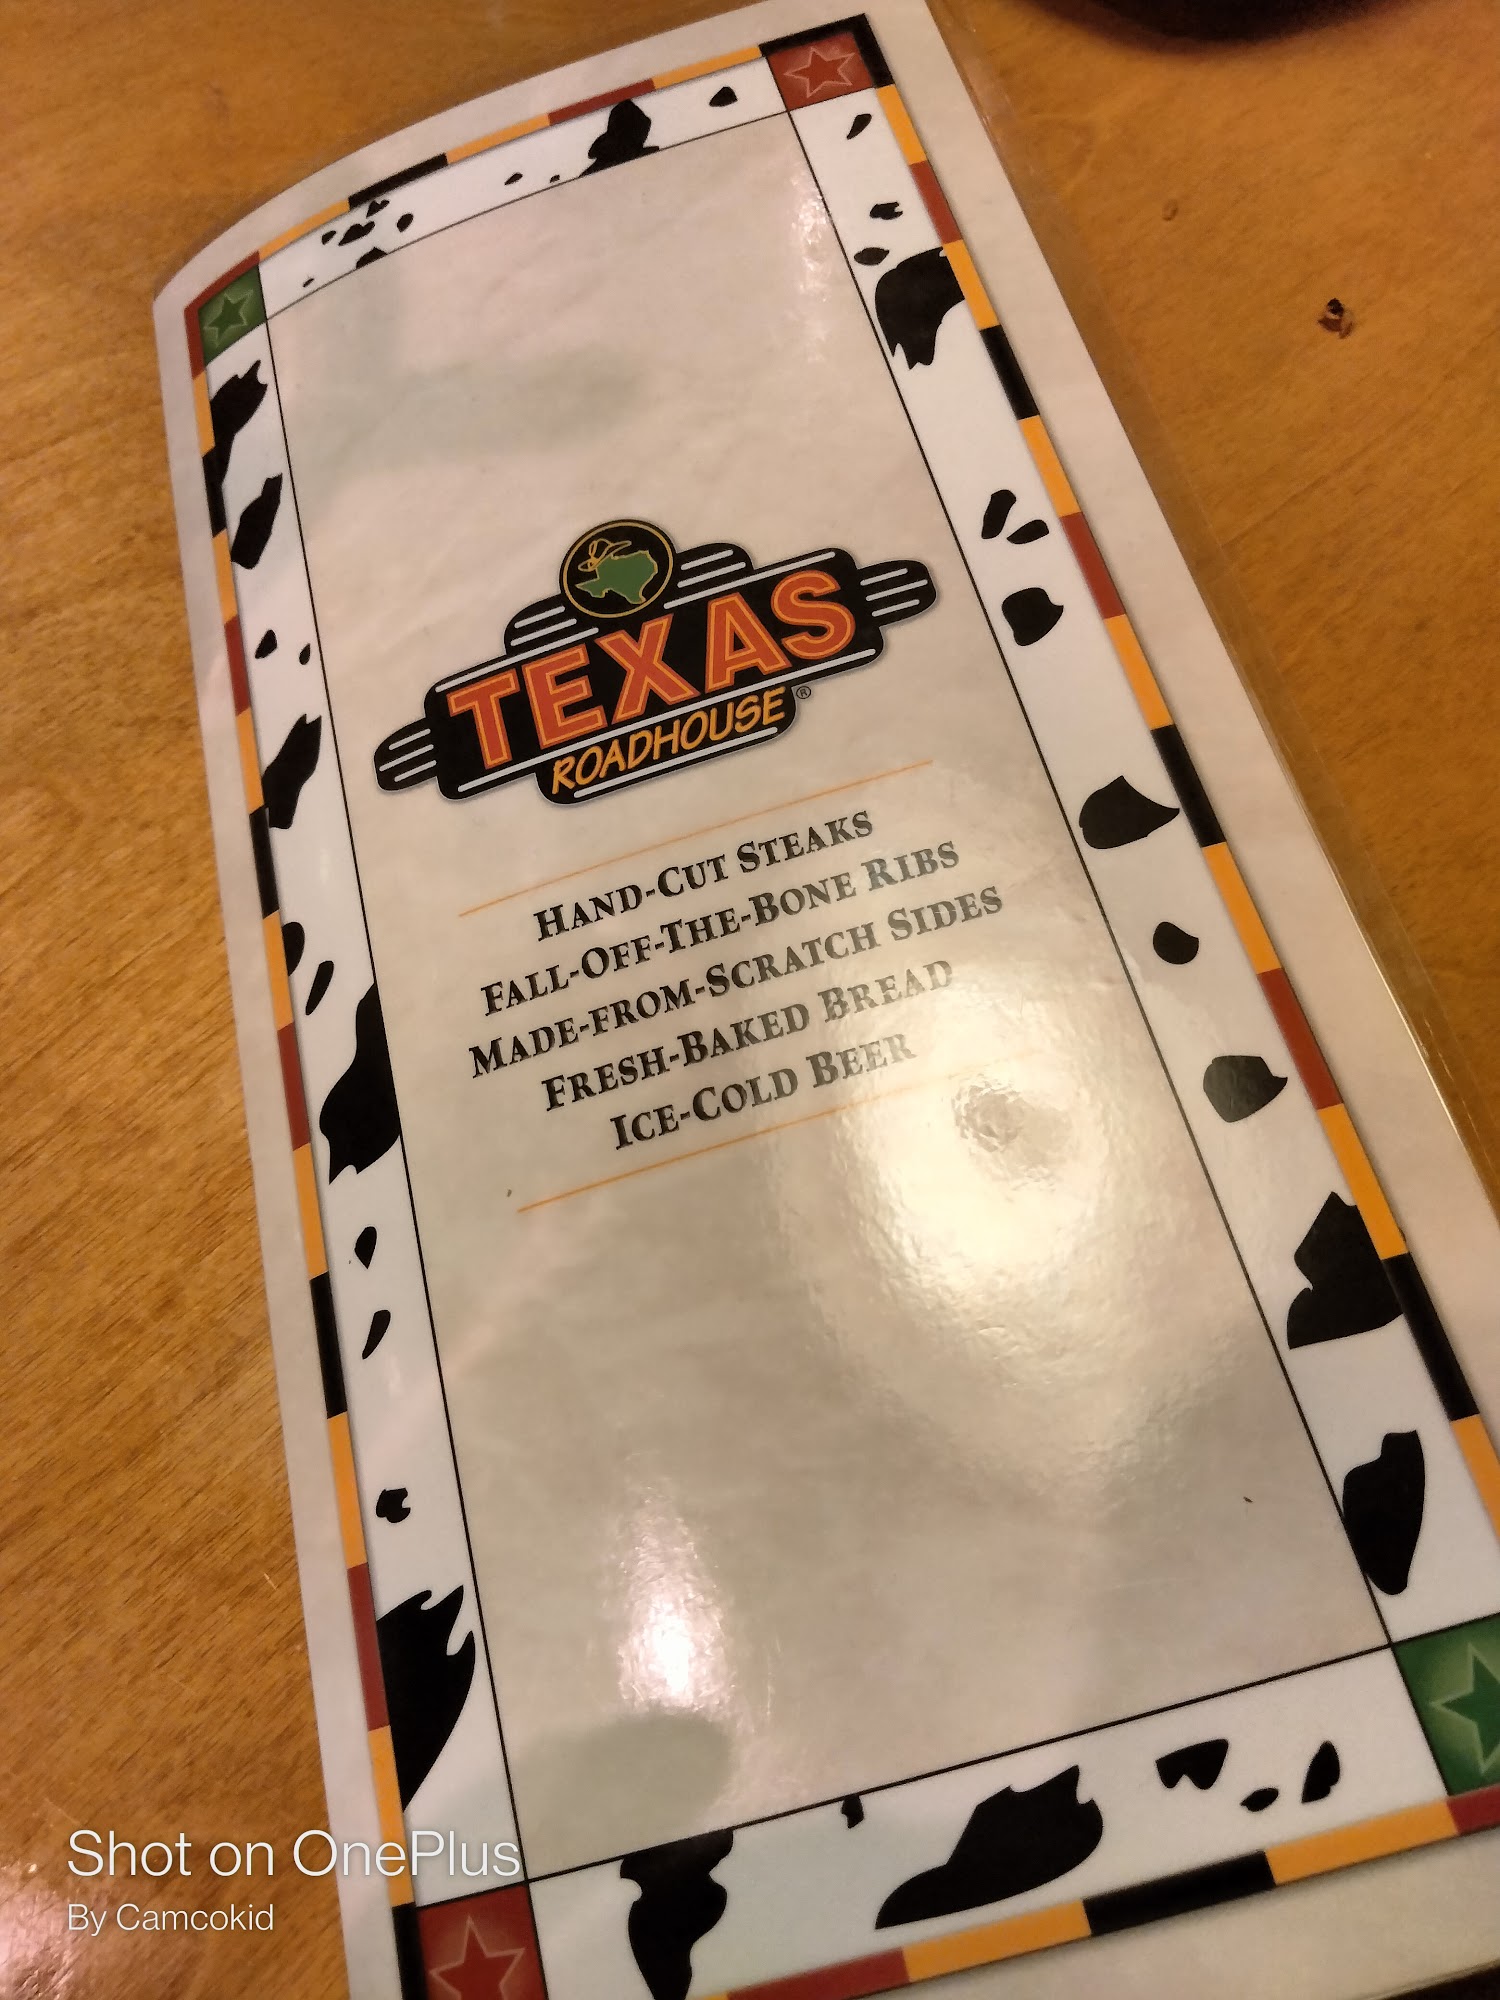 TEXAS
ROADHOUSE®
HAND-CUT STEAKS
FALL-OFF-THE-BONE RIBS
MADE-FROM-SCRATCH SIDES
FRESH-BAKED BREAD
ICE-COLD BEER
Shot on OnePlus
By Camcokid